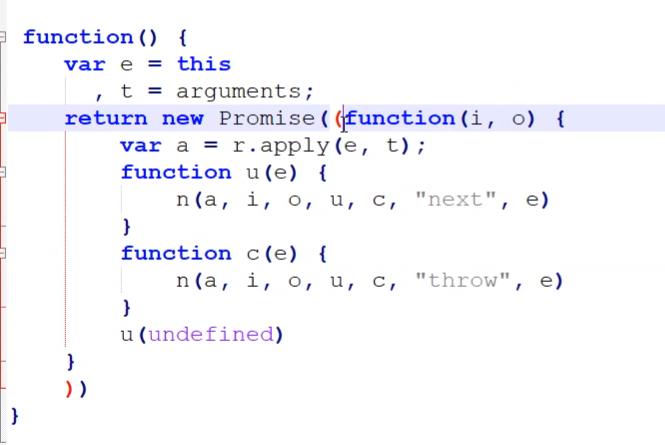 function() {
var e = this
, t = arguments;
return new Promise((function(i, o) {
var a = r.apply(e, t);
function u(e) {
n(a, i, o, u, c, "next", e)
}
function c(e) {
n(a, i, o, u, c, "throw", e)
}
u(undefined)
}
))
}